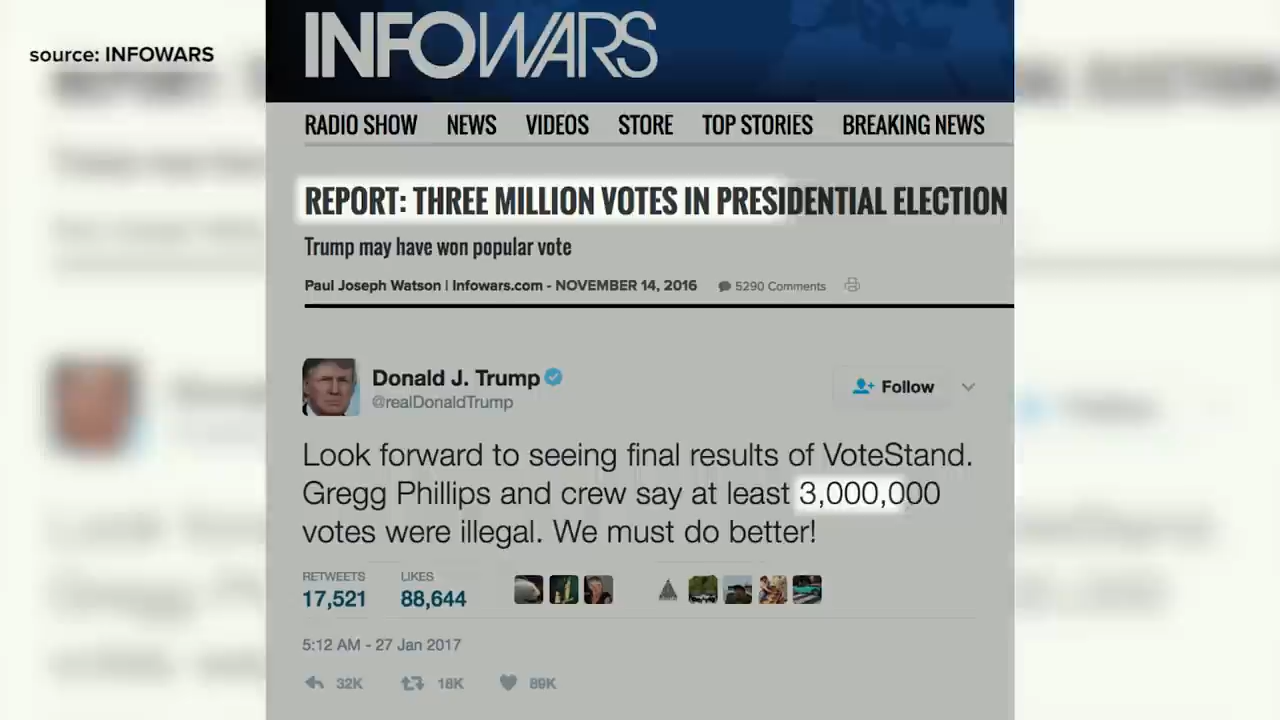 source: INFOWARS
INFOWARS
RADIO SHOW NEWS VIDEOS STORE TOP STORIES BREAKING NEWS
REPORT: THREE MILLION VOTES IN PRESIDENTIAL ELECTION
Trump may have won popular vote
Paul Joseph Watson | Infowars.com - NOVEMBER 14, 2016 5290 Comments
Donald J. Trump
@realDonaldTrump
Follow
Look forward to seeing final results of VoteStand.
Gregg Phillips and crew say at least 3,000,000
votes were illegal. We must do better!
RETWEETS LIKES
17,521 88,644
5:12 AM - 27 Jan 2017
32K 18K 89K